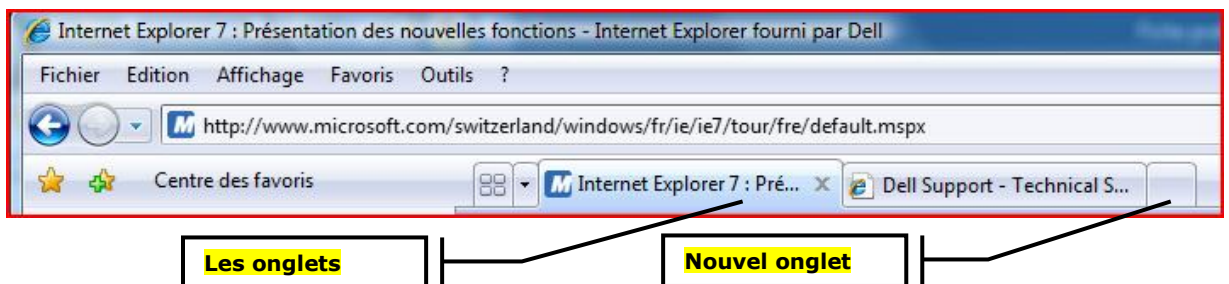 Internet Explorer 7 : Présentation des nouvelles fonctions - Internet Explorer fourni par Dell
Fichier Edition Affichage Favoris Outils ?
http://www.microsoft.com/switzerland/windows/fr/ie/ie7/tour/fre/default.mspx
Centre des favoris Internet Explorer 7 : Pré... Dell Support - Technical S...
Les onglets Nouvel onglet